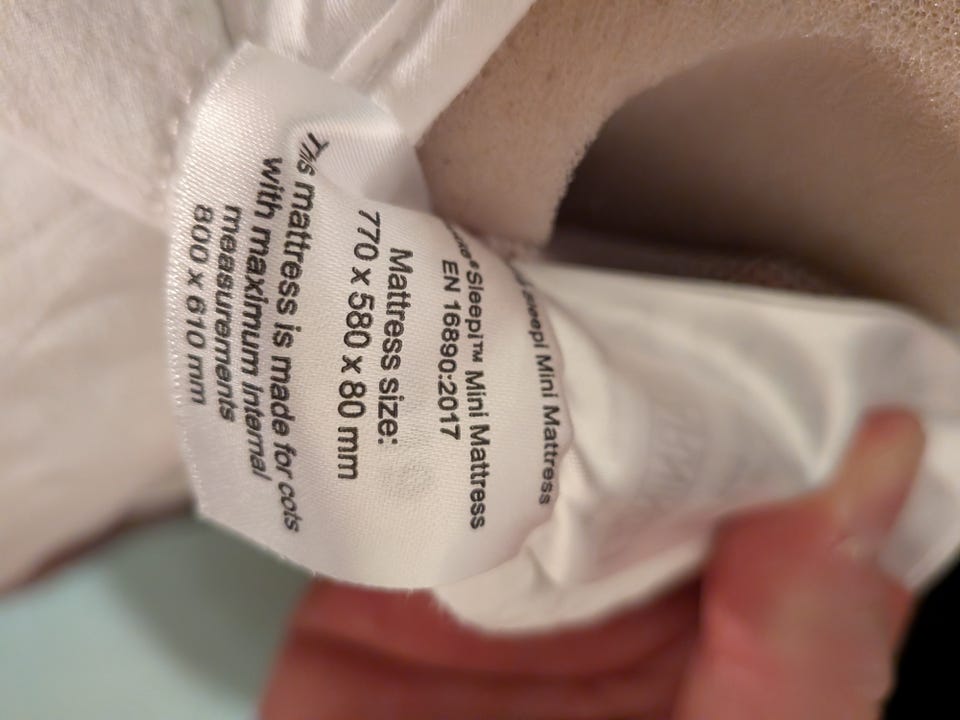 Sleepi Mini Mattress
Sleepi™ Mini Mattress
EN 16890:2017
Mattress size:
770 x 580 x 80 mm
This mattress is made for cots
with maximum internal
measurements
800 x 610 mm